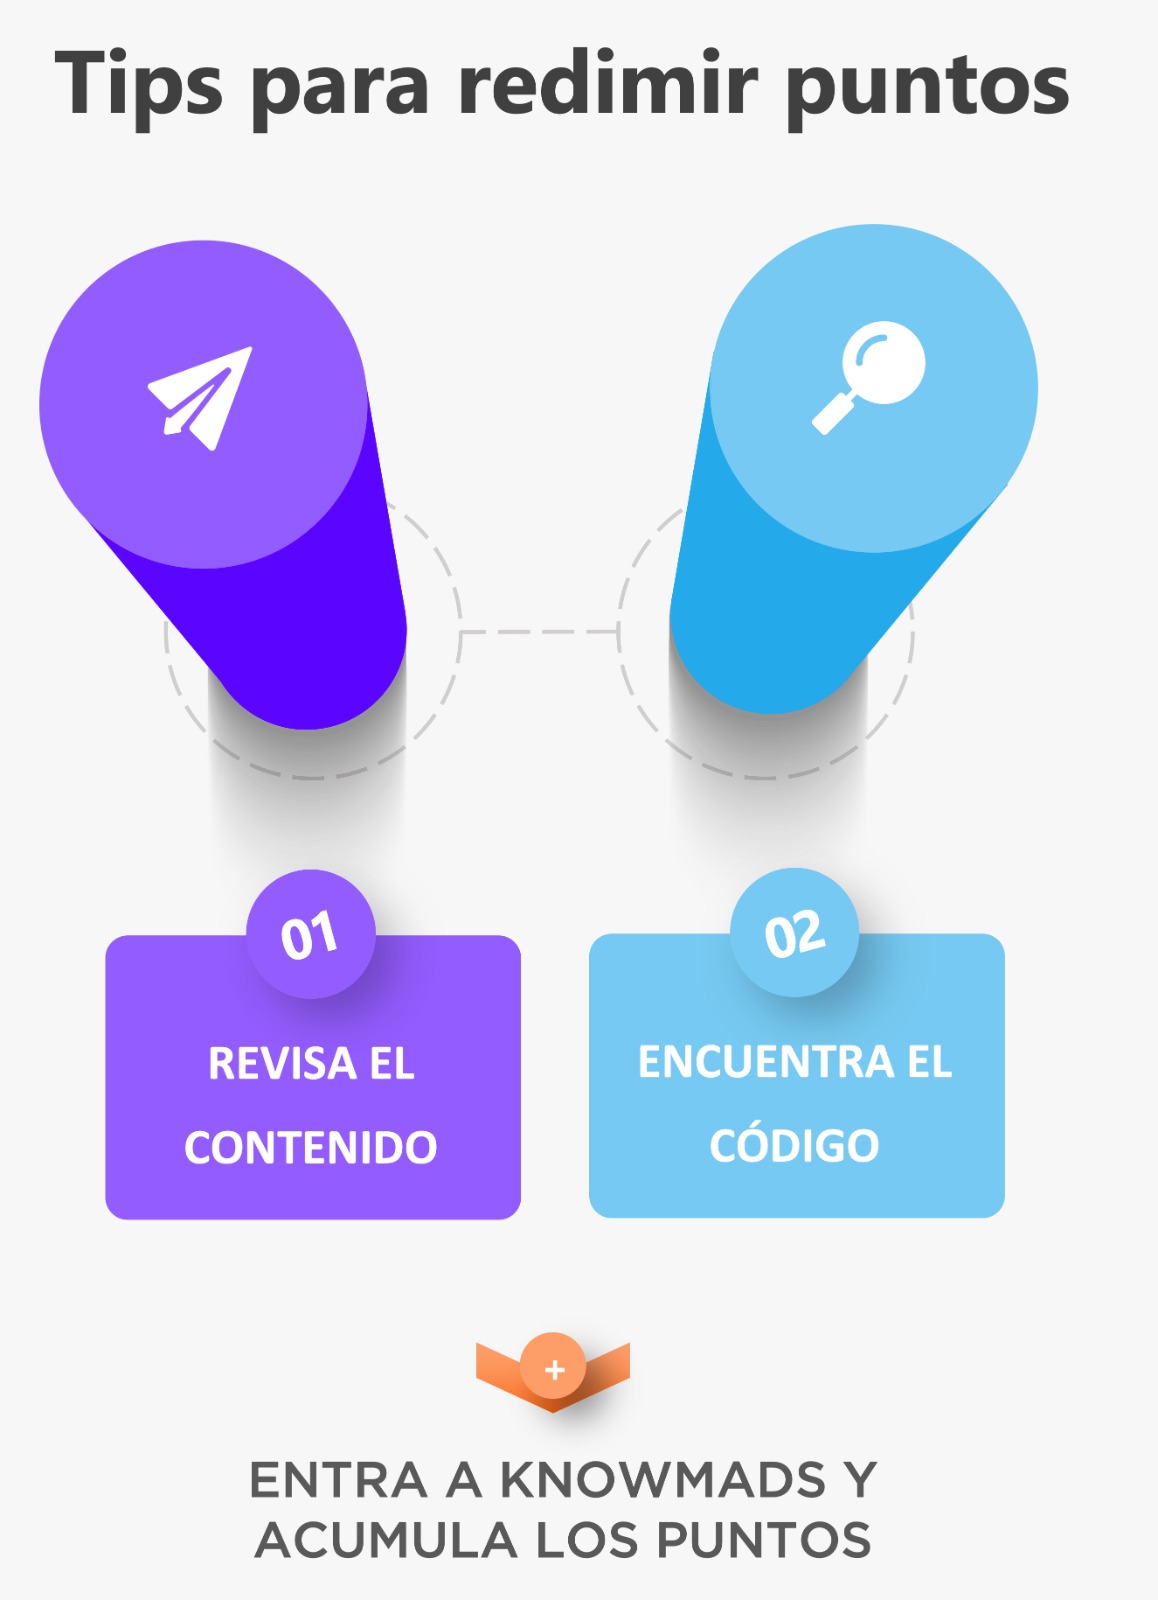 Tips para redimir puntos
01
REVISA EL
CONTENIDO
02
ENCUENTRA EL
CÓDIGO
+
ENTRA A KNOWMADS Y
ACUMULA LOS PUNTOS